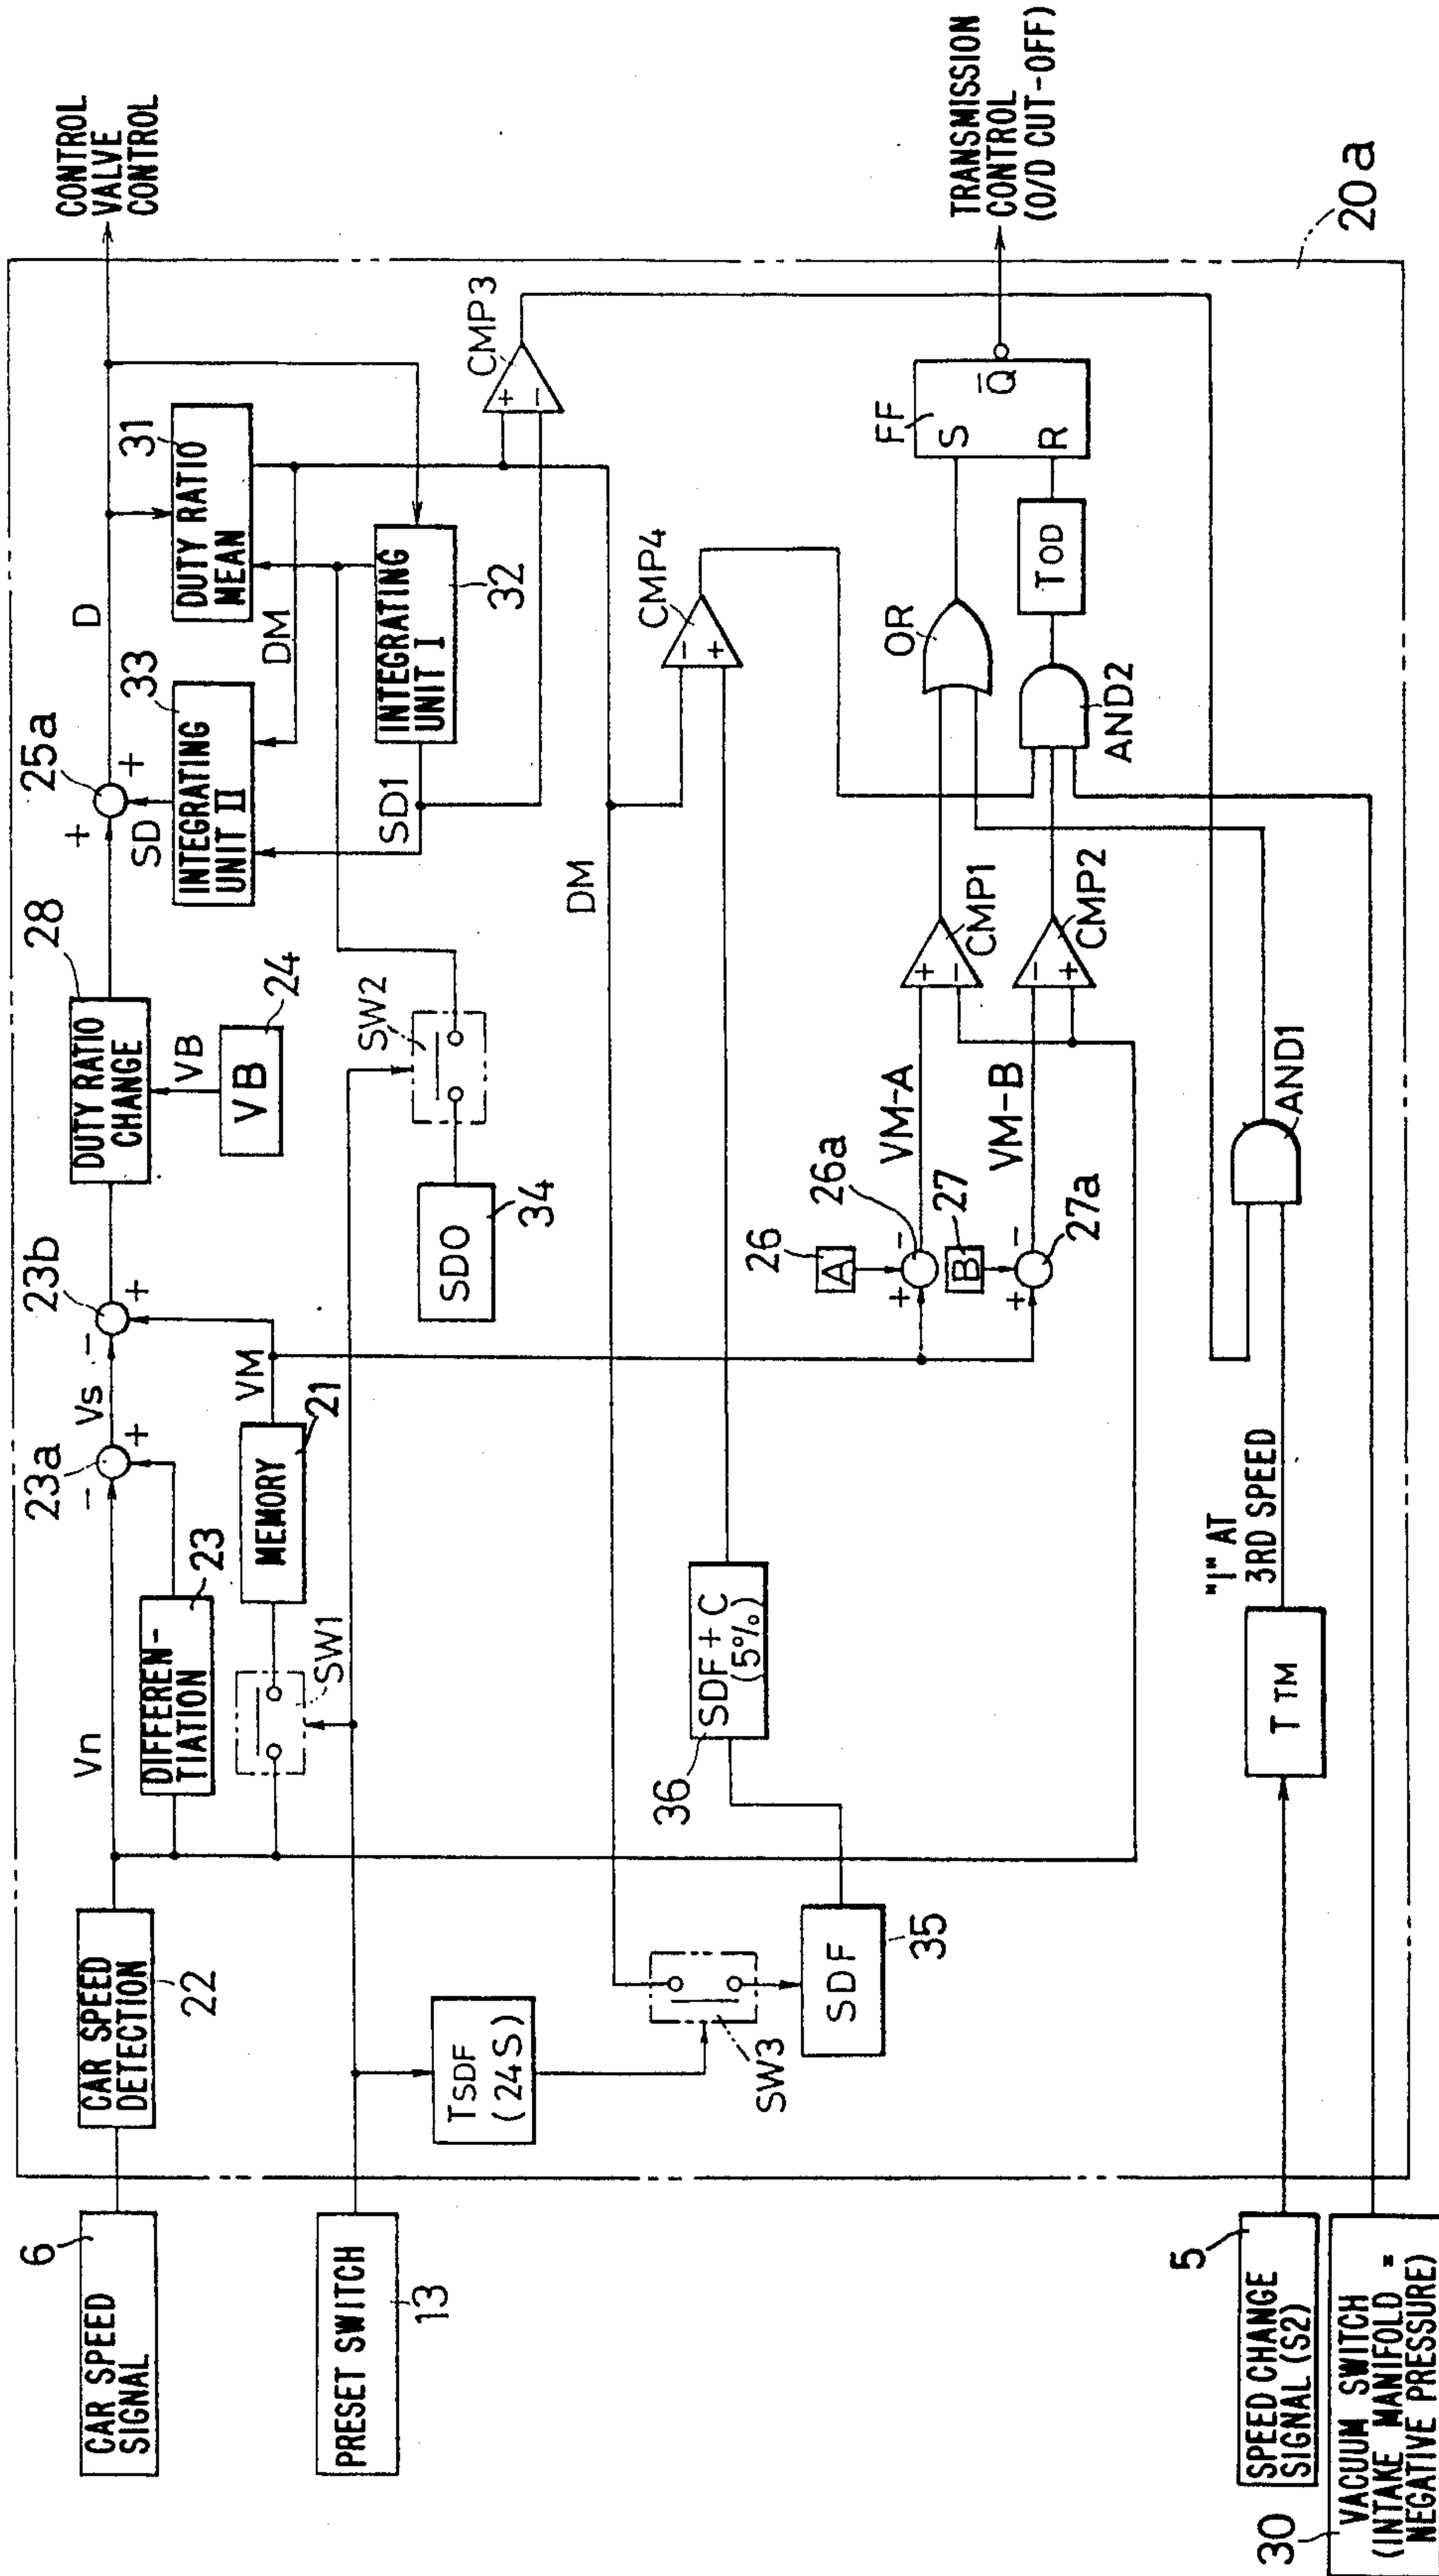 6
CAR SPEED
SIGNAL
CAR SPEED
DETECTION
22
Vn
-
23a
+
Vs
-
23b
+
DIFFEREN-
TIATION
23
SW1
MEMORY
21
VM
DUTY RATIO
CHANGE
28
VB
VB
24
+
25a
+
SD
D
INTEGRATING
UNIT II
33
DUTY RATIO
MEAN
31
DM
CONTROL
VALVE
CONTROL
PRESET SWITCH
13
TSDF
(24S)
SW3
SDF
35
SDF+C
(5%)
36
SDO
34
SW2
SD1
INTEGRATING
UNIT I
32
+
-
CMP3
DM
-
+
CMP4
26
A
26a
+
-
VM-A
27
B
27a
+
-
VM-B
+
-
CMP1
-
+
CMP2
OR
AND2
TOD
FF
S
R
Q̅
TRANSMISSION
CONTROL
(O/D CUT-OFF)
5
SPEED CHANGE
SIGNAL (S2)
T TM
"1" AT
3RD SPEED
AND1
30
VACUUM SWITCH
(INTAKE MANIFOLD =
NEGATIVE PRESSURE)
20a